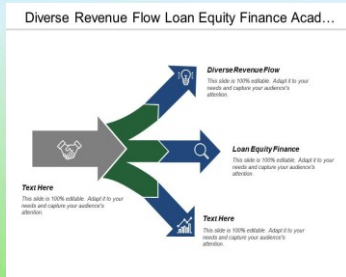 Diverse Revenue Flow Loan Equity Finance Acad...
Diverse Revenue Flow
This slide is 100% editable. Adapt it to your
needs and capture your audience's
attention.
Loan Equity Finance
This slide is 100% editable. Adapt it to your
needs and capture your audience's
attention.
Text Here
This slide is 100% editable. Adapt it to your
needs and capture your audience's
attention.
Text Here
This slide is 100% editable. Adapt it to your
needs and capture your audience's
attention.